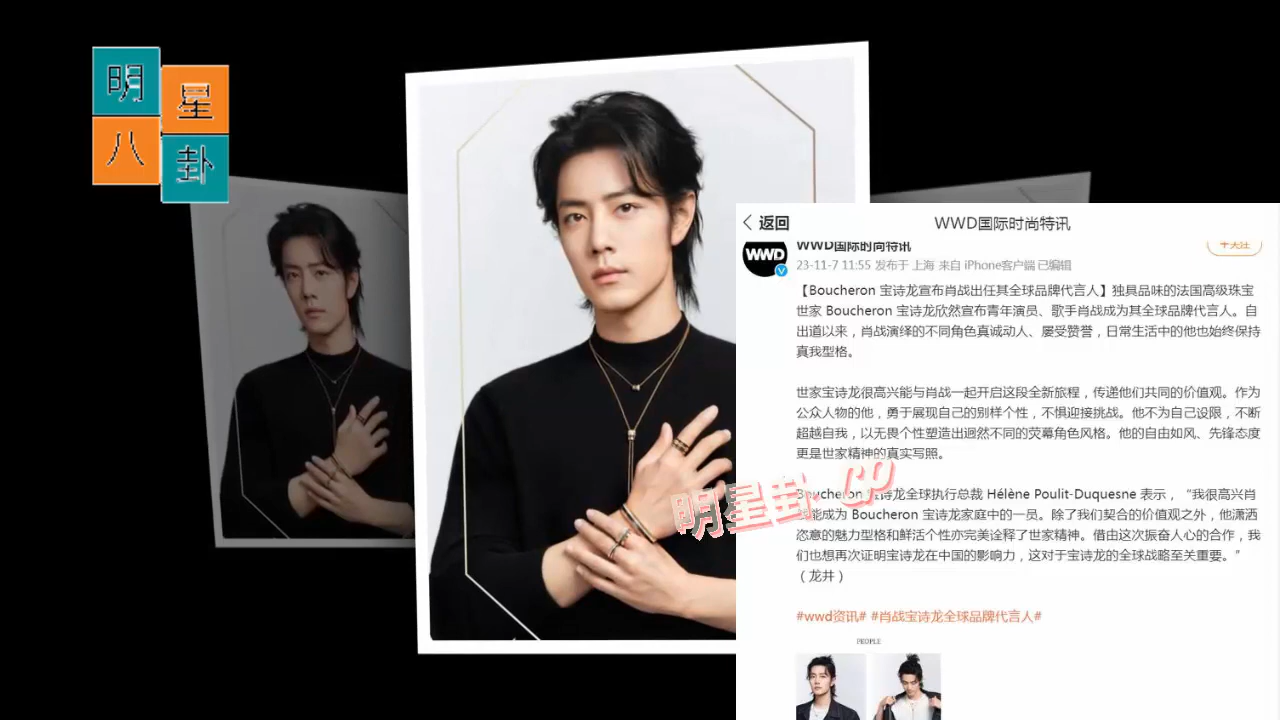 明星
八卦
返回
WWD国际时尚特讯
WWD国际时尚特讯
+关注
WWD
23-11-7 11:55 发布于 上海 来自 iPhone客户端 已编辑
【Boucheron 宝诗龙宣布肖战出任其全球品牌代言人】独具品味的法国高级珠宝
世家 Boucheron 宝诗龙欣然宣布青年演员、歌手肖战成为其全球品牌代言人。自
出道以来，肖战演绎的不同角色真诚动人、屡受赞誉，日常生活中的他也始终保持
真我型格。
世家宝诗龙很高兴能与肖战一起开启这段全新旅程，传递他们共同的价值观。作为
公众人物的他，勇于展现自己的别样个性，不惧迎接挑战。他不为自己设限，不断
超越自我，以无畏个性塑造出迥然不同的荧幕角色风格。他的自由如风、先锋态度
更是世家精神的真实写照。
Boucheron 宝诗龙全球执行总裁 Hélène Poulit-Duquesne 表示，“我很高兴肖
战能成为 Boucheron 宝诗龙家庭中的一员。除了我们契合的价值观之外，他潇洒
恣意的魅力型格和鲜活个性亦完美诠释了世家精神。借由这次振奋人心的合作，我
们也想再次证明宝诗龙在中国的影响力，这对于宝诗龙的全球战略至关重要。”
（龙井）
#wwd资讯# #肖战宝诗龙全球品牌代言人#
PEOPLE
明星卦·CP